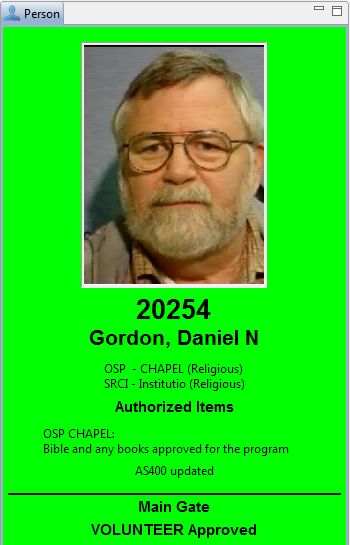 Person
20254
Gordon, Daniel N
OSP - CHAPEL (Religious)
SRCI - Institutio (Religious)
Authorized Items
OSP CHAPEL:
Bible and any books approved for the program
AS400 updated
Main Gate
VOLUNTEER Approved